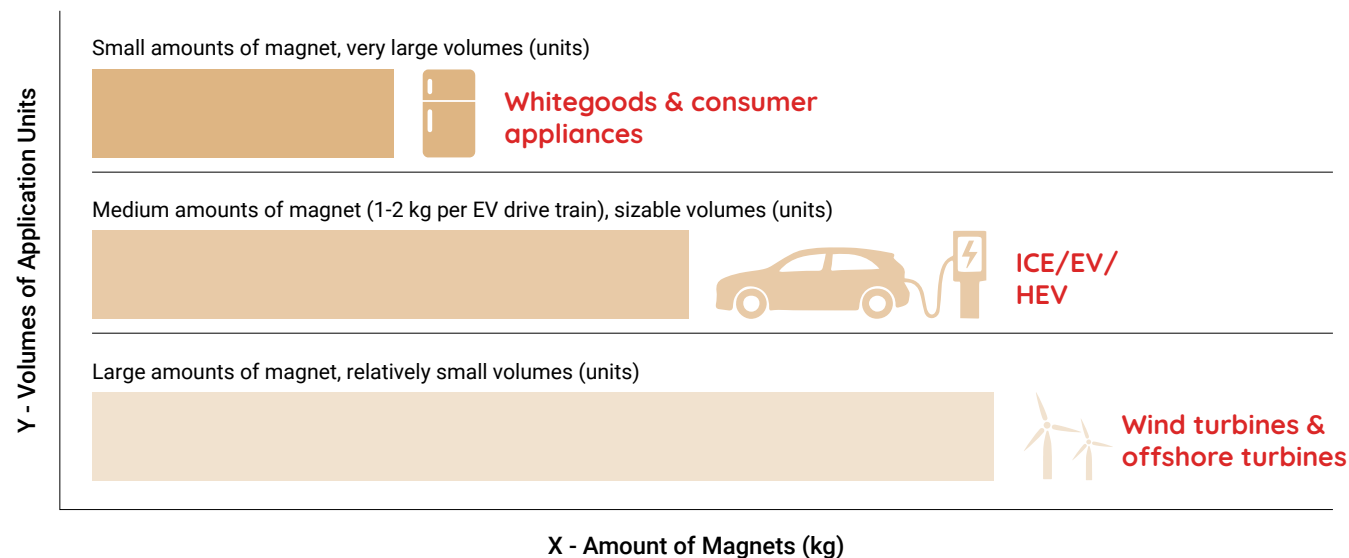 Y - Volumes of Application Units
Small amounts of magnet, very large volumes (units)
Whitegoods & consumer
appliances
Medium amounts of magnet (1-2 kg per EV drive train), sizable volumes (units)
ICE/EV/
HEV
Large amounts of magnet, relatively small volumes (units)
Wind turbines &
offshore turbines
X - Amount of Magnets (kg)